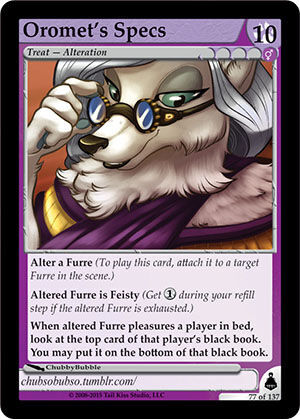 Oromet's Specs
10
Treat — Alteration
Alter a Furre (To play this card, attach it to a target
Furre in the scene.)
Altered Furre is Feisty (Get ① during your refill
step if the altered Furre is exhausted.)
When altered Furre pleasures a player in bed,
look at the top card of that player's black book.
You may put it on the bottom of that black book.
ChubbyBubble
chubsobubso.tumblr.com/
© 2008-2015 Tail Kiss Studio, LLC
77 of 137